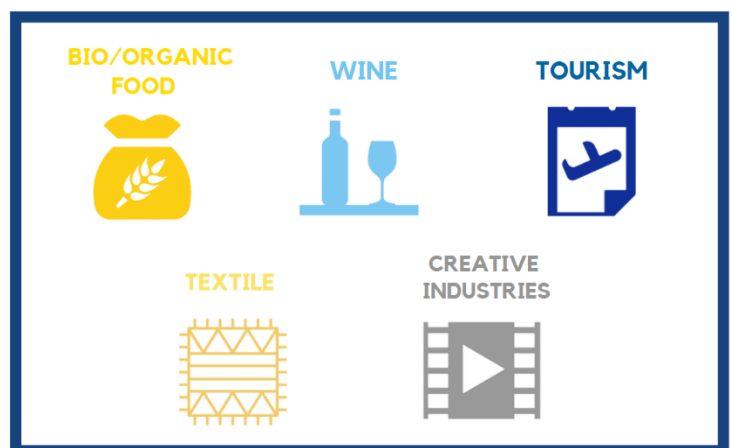 BIO/ORGANIC
FOOD
WINE
TOURISM
TEXTILE
CREATIVE
INDUSTRIES